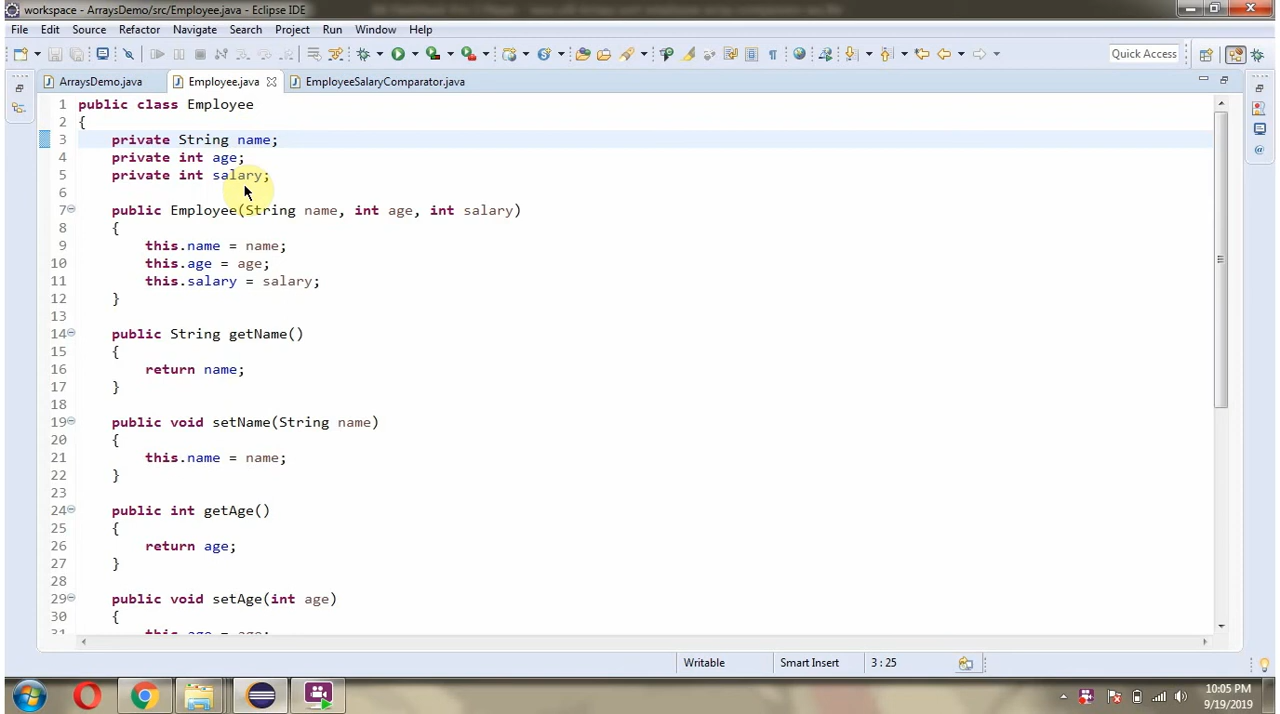 workspace - ArraysDemo/src/Employee.java - Eclipse IDE
File Edit Source Refactor Navigate Search Project Run Window Help
Quick Access
ArraysDemo.java Employee.java EmployeeSalaryComparator.java
1 public class Employee
2 {
3 private String name;
4 private int age;
5 private int salary;
6
7 public Employee(String name, int age, int salary)
8 {
9 this.name = name;
10 this.age = age;
11 this.salary = salary;
12 }
13
14 public String getName()
15 {
16 return name;
17 }
18
19 public void setName(String name)
20 {
21 this.name = name;
22 }
23
24 public int getAge()
25 {
26 return age;
27 }
28
29 public void setAge(int age)
30 {
31 this.age = age;
Writable Smart Insert 3 : 25
10:05 PM
9/19/2019